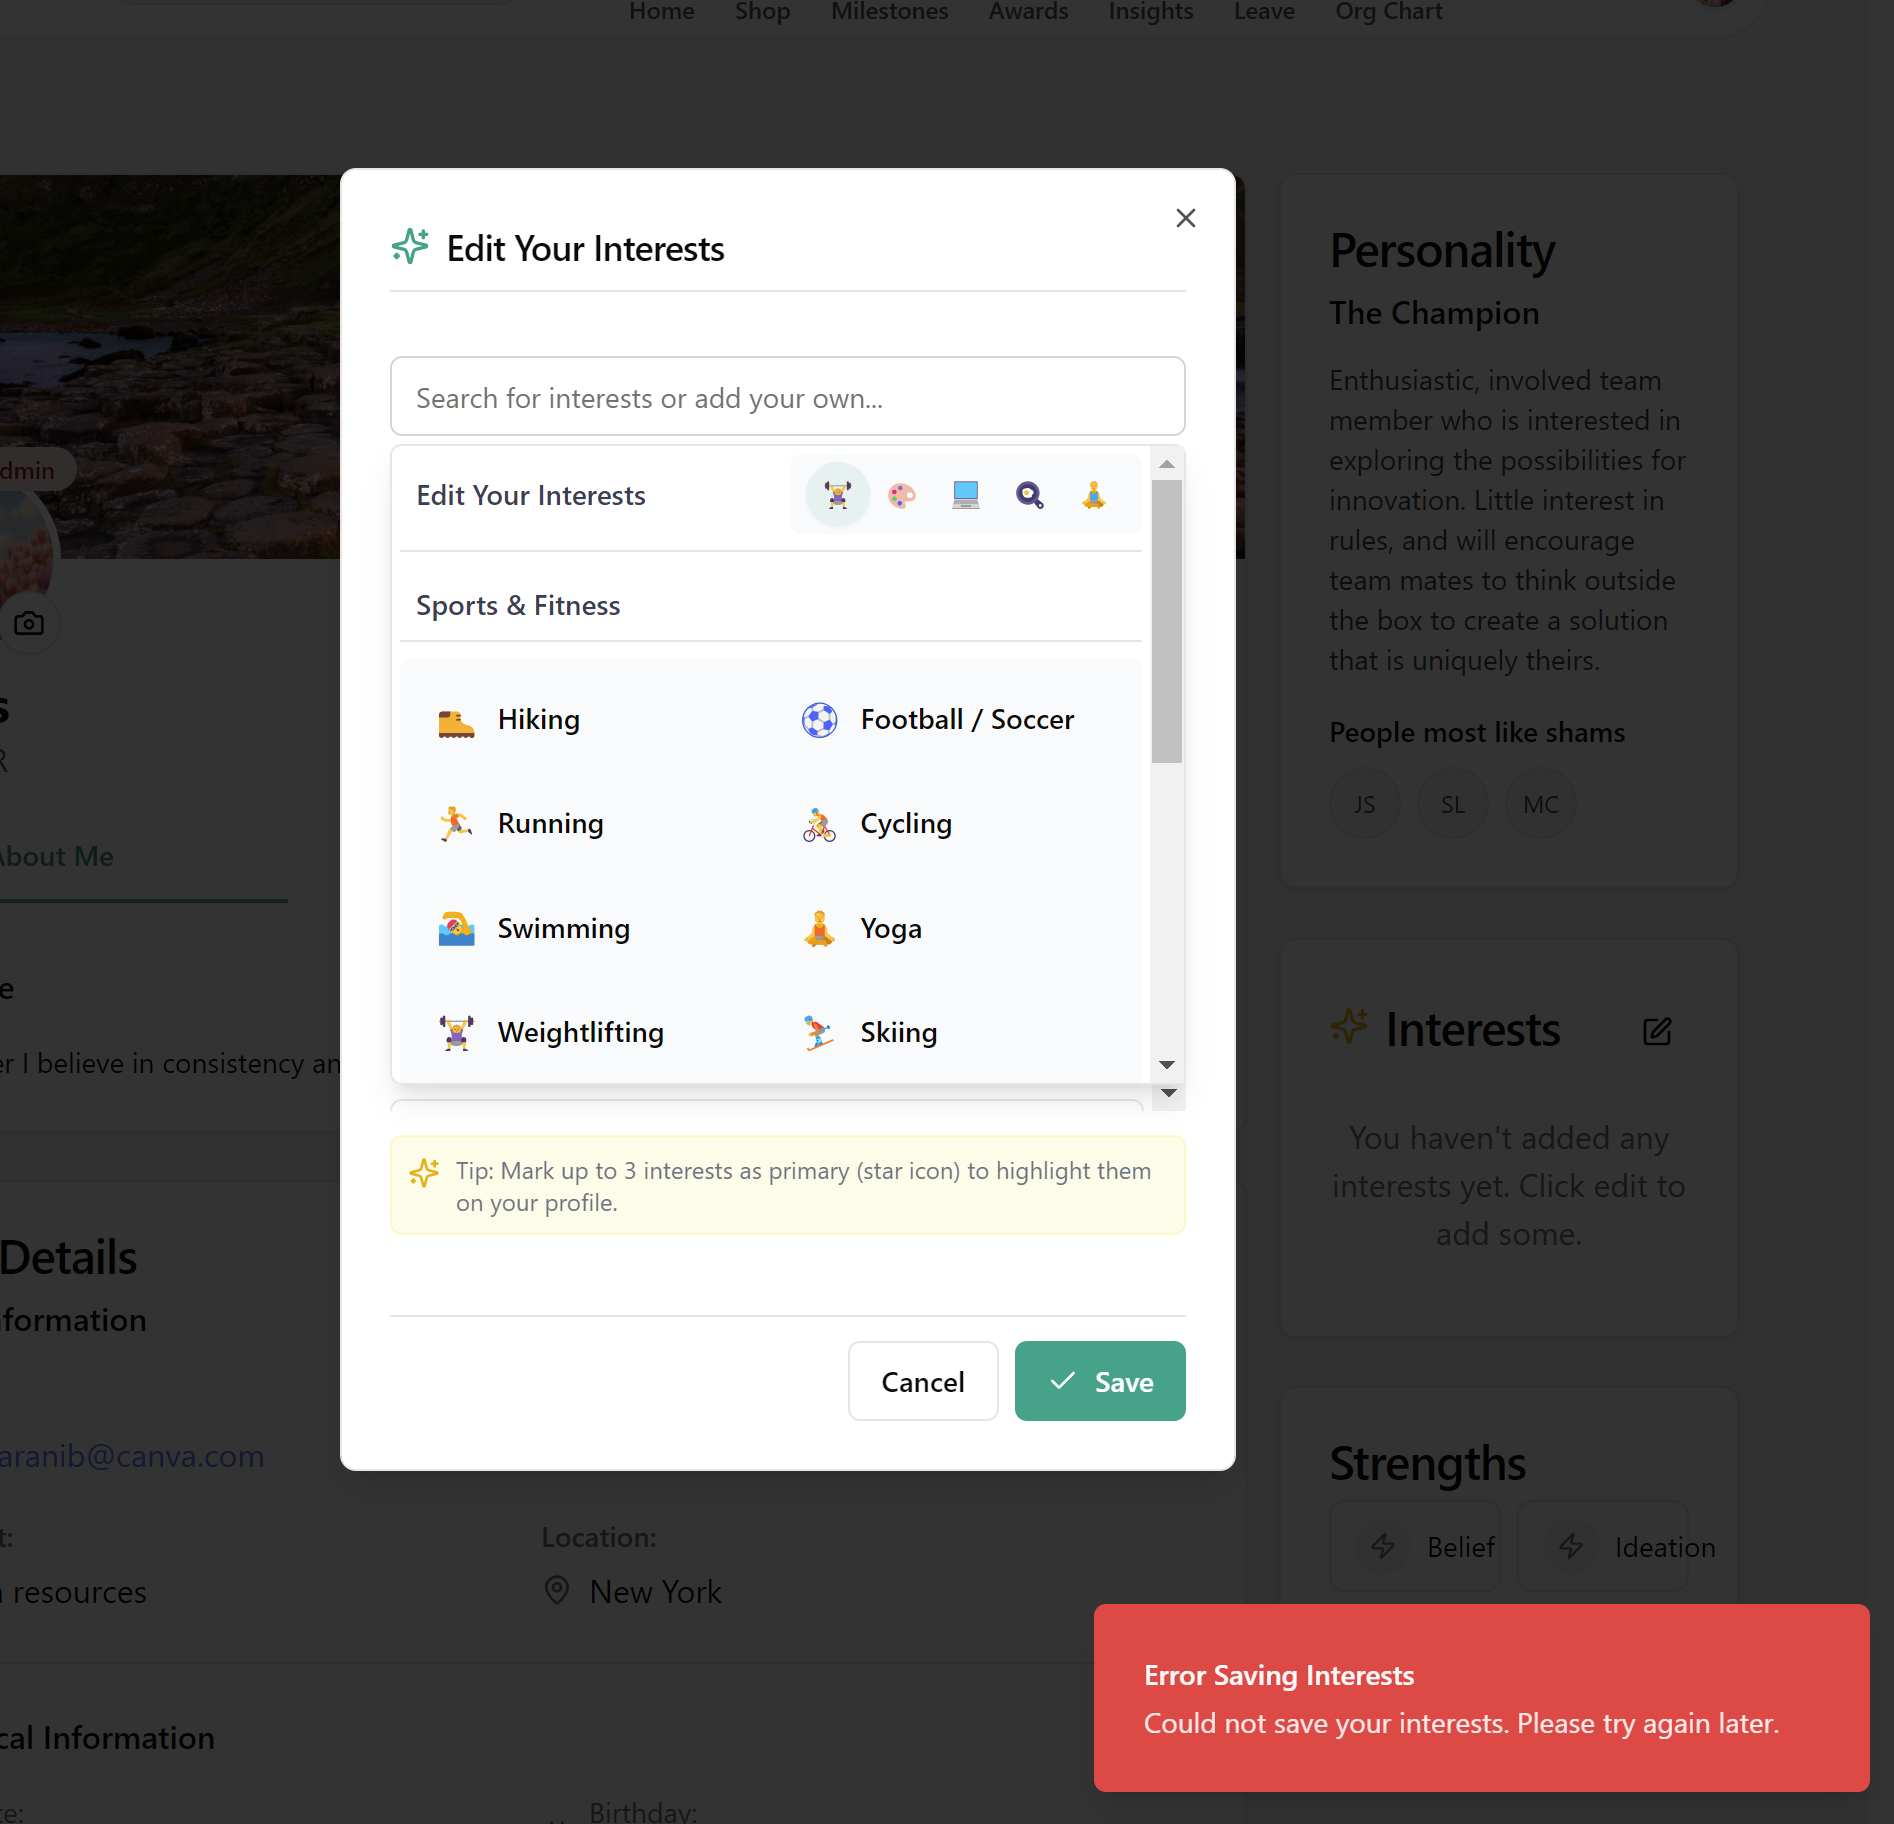 Home Shop Milestones Awards Insights Leave Org Chart
Edit Your Interests
Search for interests or add your own...
Edit Your Interests
Sports & Fitness
Hiking
Football / Soccer
Running
Cycling
Swimming
Yoga
Weightlifting
Skiing
Tip: Mark up to 3 interests as primary (star icon) to highlight them
on your profile.
Cancel
Save
dmin
s
R
About Me
e
er I believe in consistency an
Details
nformation
aranib@canva.com
t:
resources
Location:
New York
cal Information
te:
Birthday:
Personality
The Champion
Enthusiastic, involved team
member who is interested in
exploring the possibilities for
innovation. Little interest in
rules, and will encourage
team mates to think outside
the box to create a solution
that is uniquely theirs.
People most like shams
JS SL MC
Interests
You haven't added any
interests yet. Click edit to
add some.
Strengths
Belief
Ideation
Error Saving Interests
Could not save your interests. Please try again later.